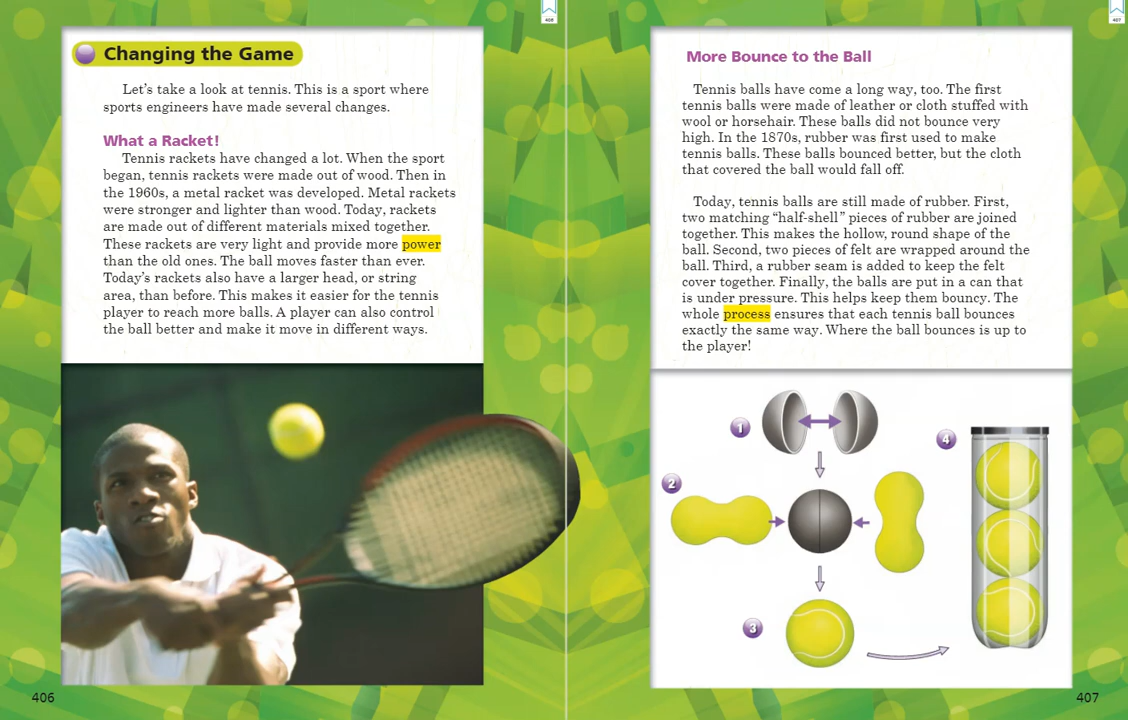 406
407
Changing the Game
Let's take a look at tennis. This is a sport where
sports engineers have made several changes.
What a Racket!
Tennis rackets have changed a lot. When the sport
began, tennis rackets were made out of wood. Then in
the 1960s, a metal racket was developed. Metal rackets
were stronger and lighter than wood. Today, rackets
are made out of different materials mixed together.
These rackets are very light and provide more power
than the old ones. The ball moves faster than ever.
Today's rackets also have a larger head, or string
area, than before. This makes it easier for the tennis
player to reach more balls. A player can also control
the ball better and make it move in different ways.
406
More Bounce to the Ball
Tennis balls have come a long way, too. The first
tennis balls were made of leather or cloth stuffed with
wool or horsehair. These balls did not bounce very
high. In the 1870s, rubber was first used to make
tennis balls. These balls bounced better, but the cloth
that covered the ball would fall off.
Today, tennis balls are still made of rubber. First,
two matching “half-shell” pieces of rubber are joined
together. This makes the hollow, round shape of the
ball. Second, two pieces of felt are wrapped around the
ball. Third, a rubber seam is added to keep the felt
cover together. Finally, the balls are put in a can that
is under pressure. This helps keep them bouncy. The
whole process ensures that each tennis ball bounces
exactly the same way. Where the ball bounces is up to
the player!
1
2
3
4
407